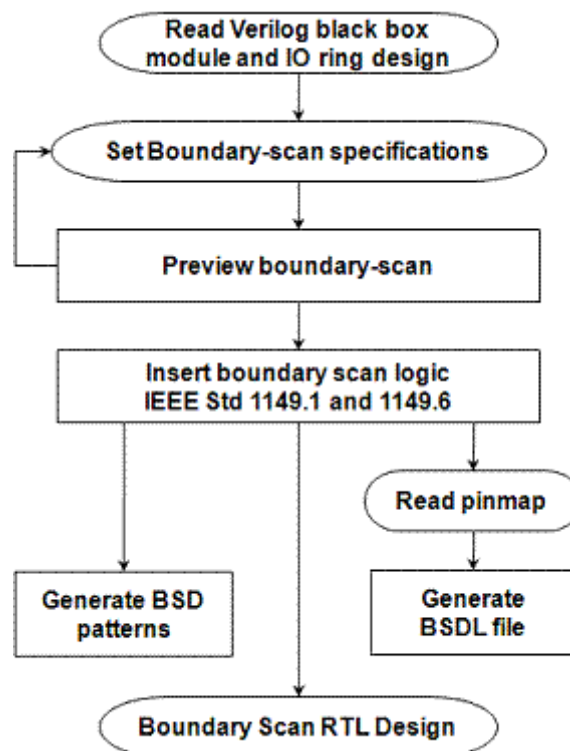 Read Verilog black box
module and IO ring design
Set Boundary-scan specifications
Preview boundary-scan
Insert boundary scan logic
IEEE Std 1149.1 and 1149.6
Read pinmap
Generate BSD
patterns
Generate
BSDL file
Boundary Scan RTL Design